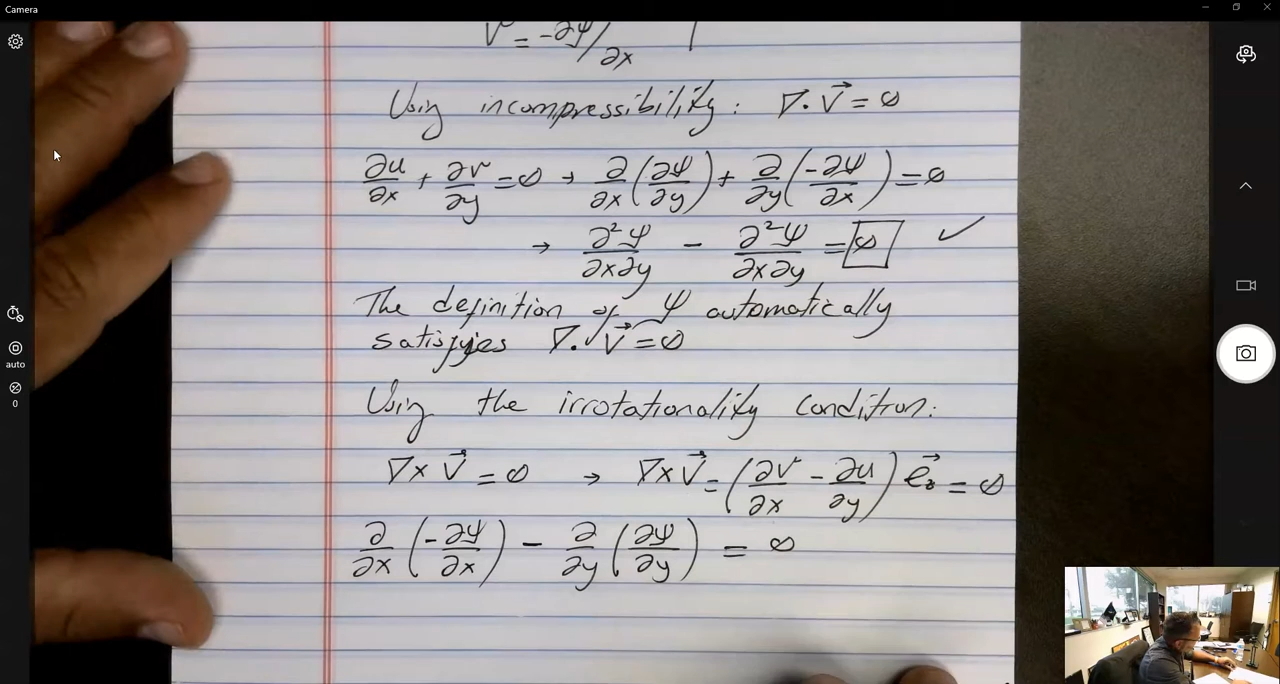 Camera
V = -∂Ψ/∂x
Using incompressibility: ∇·V⃗ = 0
∂u/∂x + ∂v/∂y = 0 → ∂/∂x (∂Ψ/∂y) + ∂/∂y (-∂Ψ/∂x) = 0
→ ∂²Ψ/∂x∂y - ∂²Ψ/∂x∂y = 0 ✓
The definition of Ψ automatically
satisfies ∇·V⃗ = 0
Using the irrotationality condition:
∇×V⃗ = 0 → ∇×V⃗ = (∂v/∂x - ∂u/∂y) e⃗z = 0
∂/∂x (-∂Ψ/∂x) - ∂/∂y (∂Ψ/∂y) = 0
auto
0